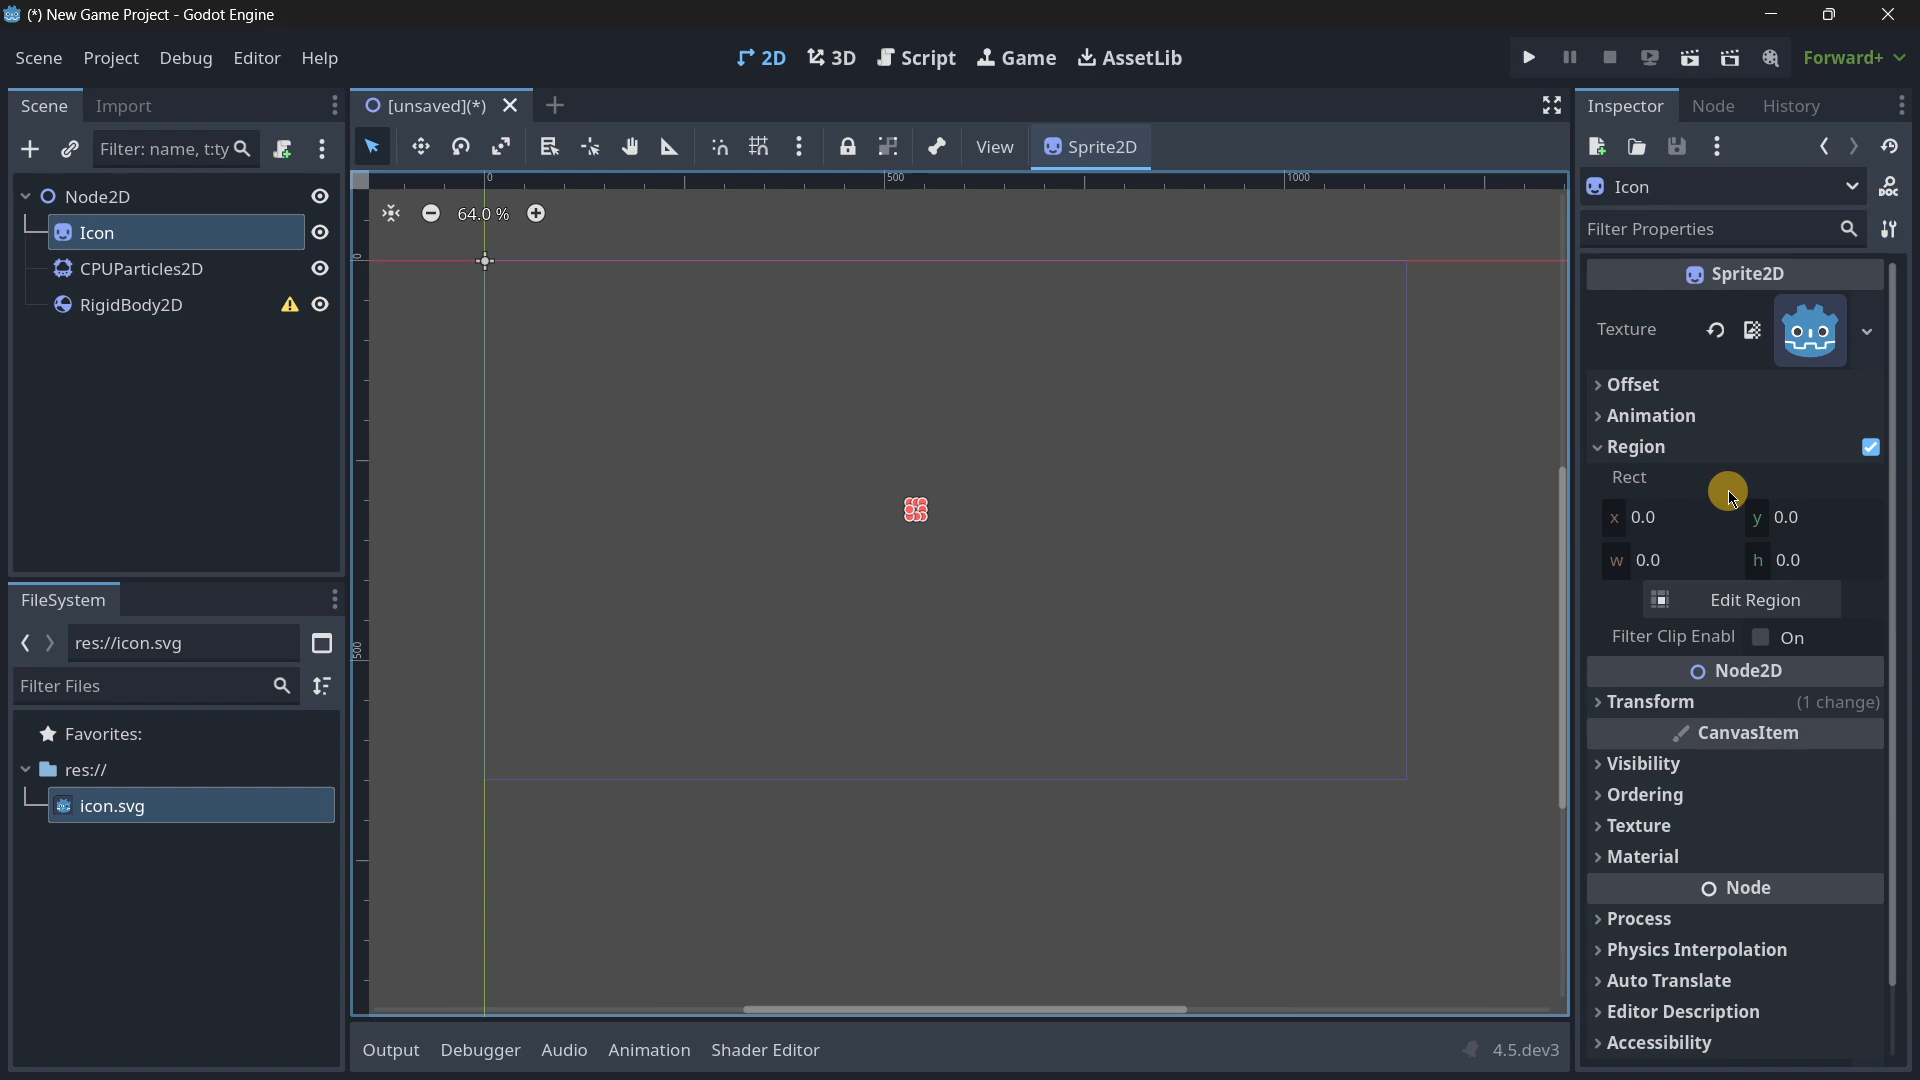 (*) New Game Project - Godot Engine
Scene Project Debug Editor Help
2D 3D Script Game AssetLib
Forward+
Scene Import
[unsaved](*)
Inspector Node History
Filter: name, t:ty
View Sprite2D
Icon
Filter Properties
Node2D
Icon
CPUParticles2D
RigidBody2D
0 500 1000
64.0 %
0
500
Sprite2D
Texture
Offset
Animation
Region
Rect
x 0.0 y 0.0
w 0.0 h 0.0
Edit Region
Filter Clip Enabl On
Node2D
Transform (1 change)
CanvasItem
Visibility
Ordering
Texture
Material
Node
Process
Physics Interpolation
Auto Translate
Editor Description
Accessibility
FileSystem
res://icon.svg
Filter Files
Favorites:
res://
icon.svg
Output Debugger Audio Animation Shader Editor
4.5.dev3